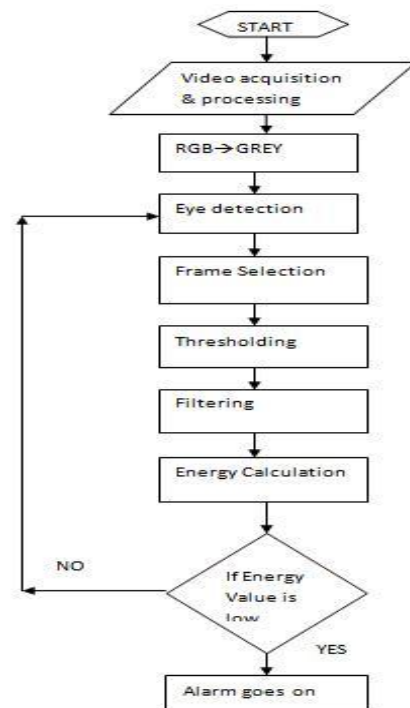 START
Video acquisition
& processing
RGB→GREY
Eye detection
Frame Selection
Thresholding
Filtering
Energy Calculation
NO
If Energy
Value is
low
YES
Alarm goes on